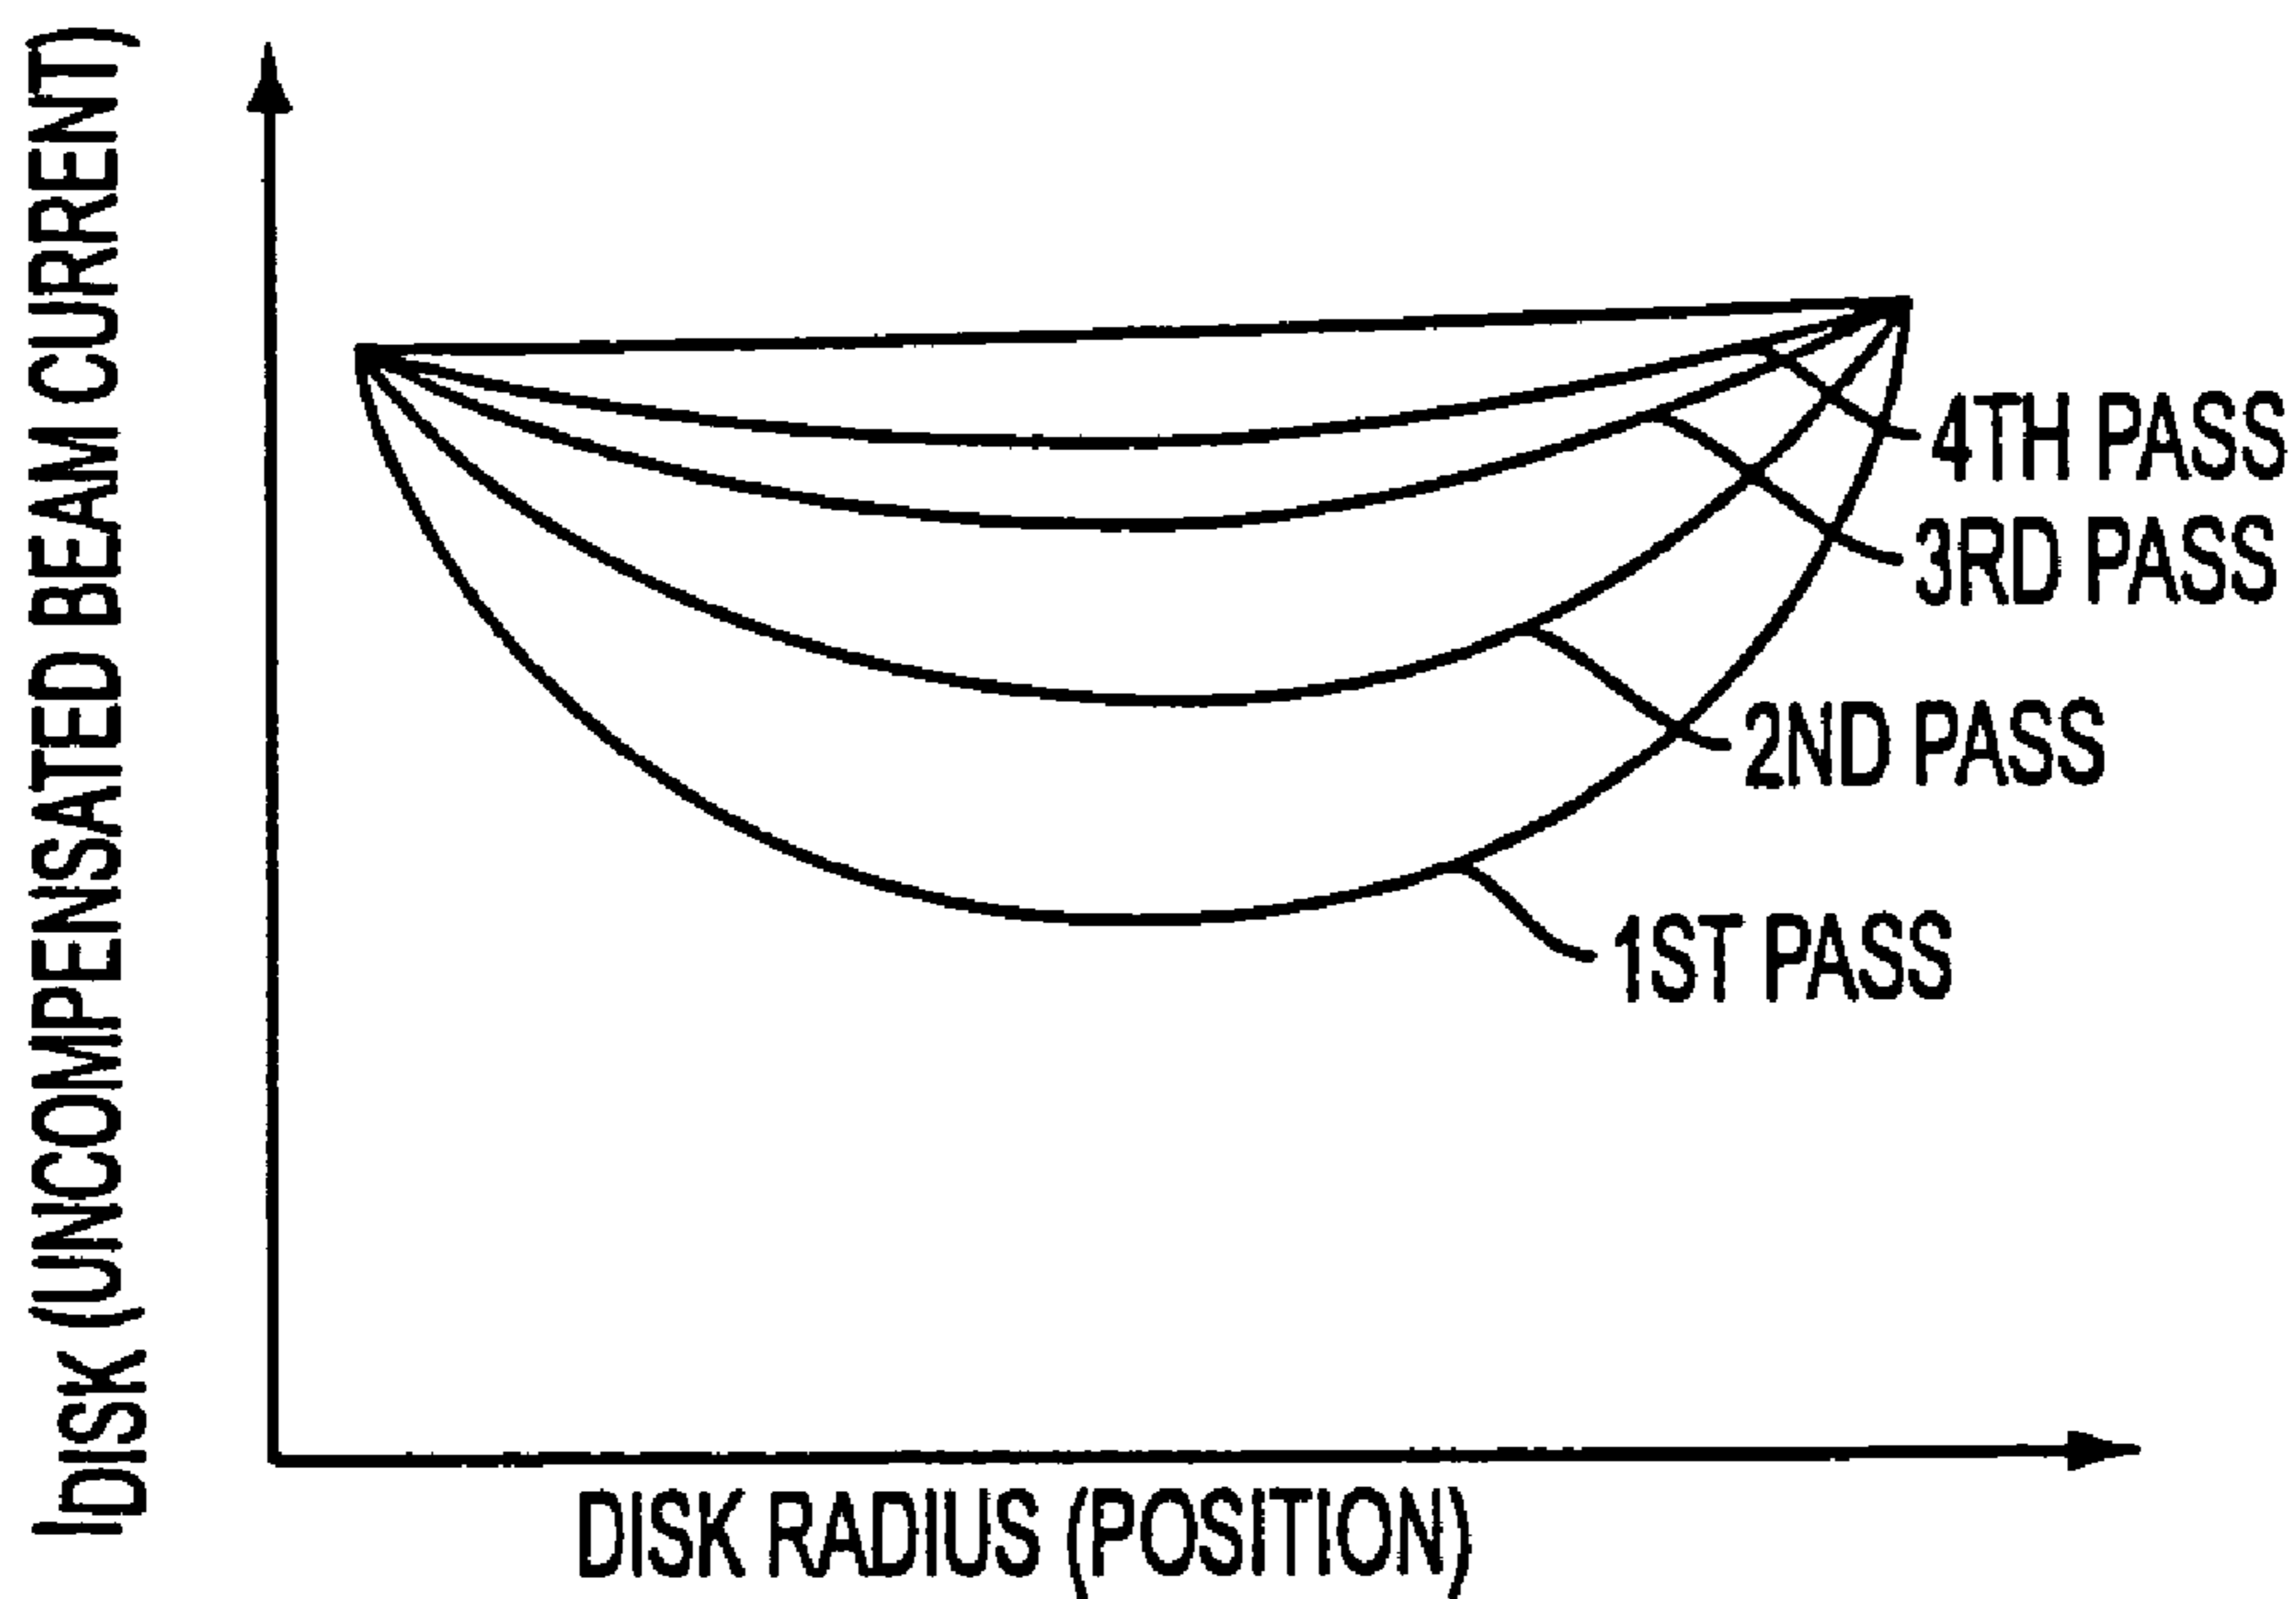 IDISK (UNCOMPENSATED BEAM CURRENT)
4TH PASS
3RD PASS
2ND PASS
1ST PASS
DISK RADIUS (POSITION)